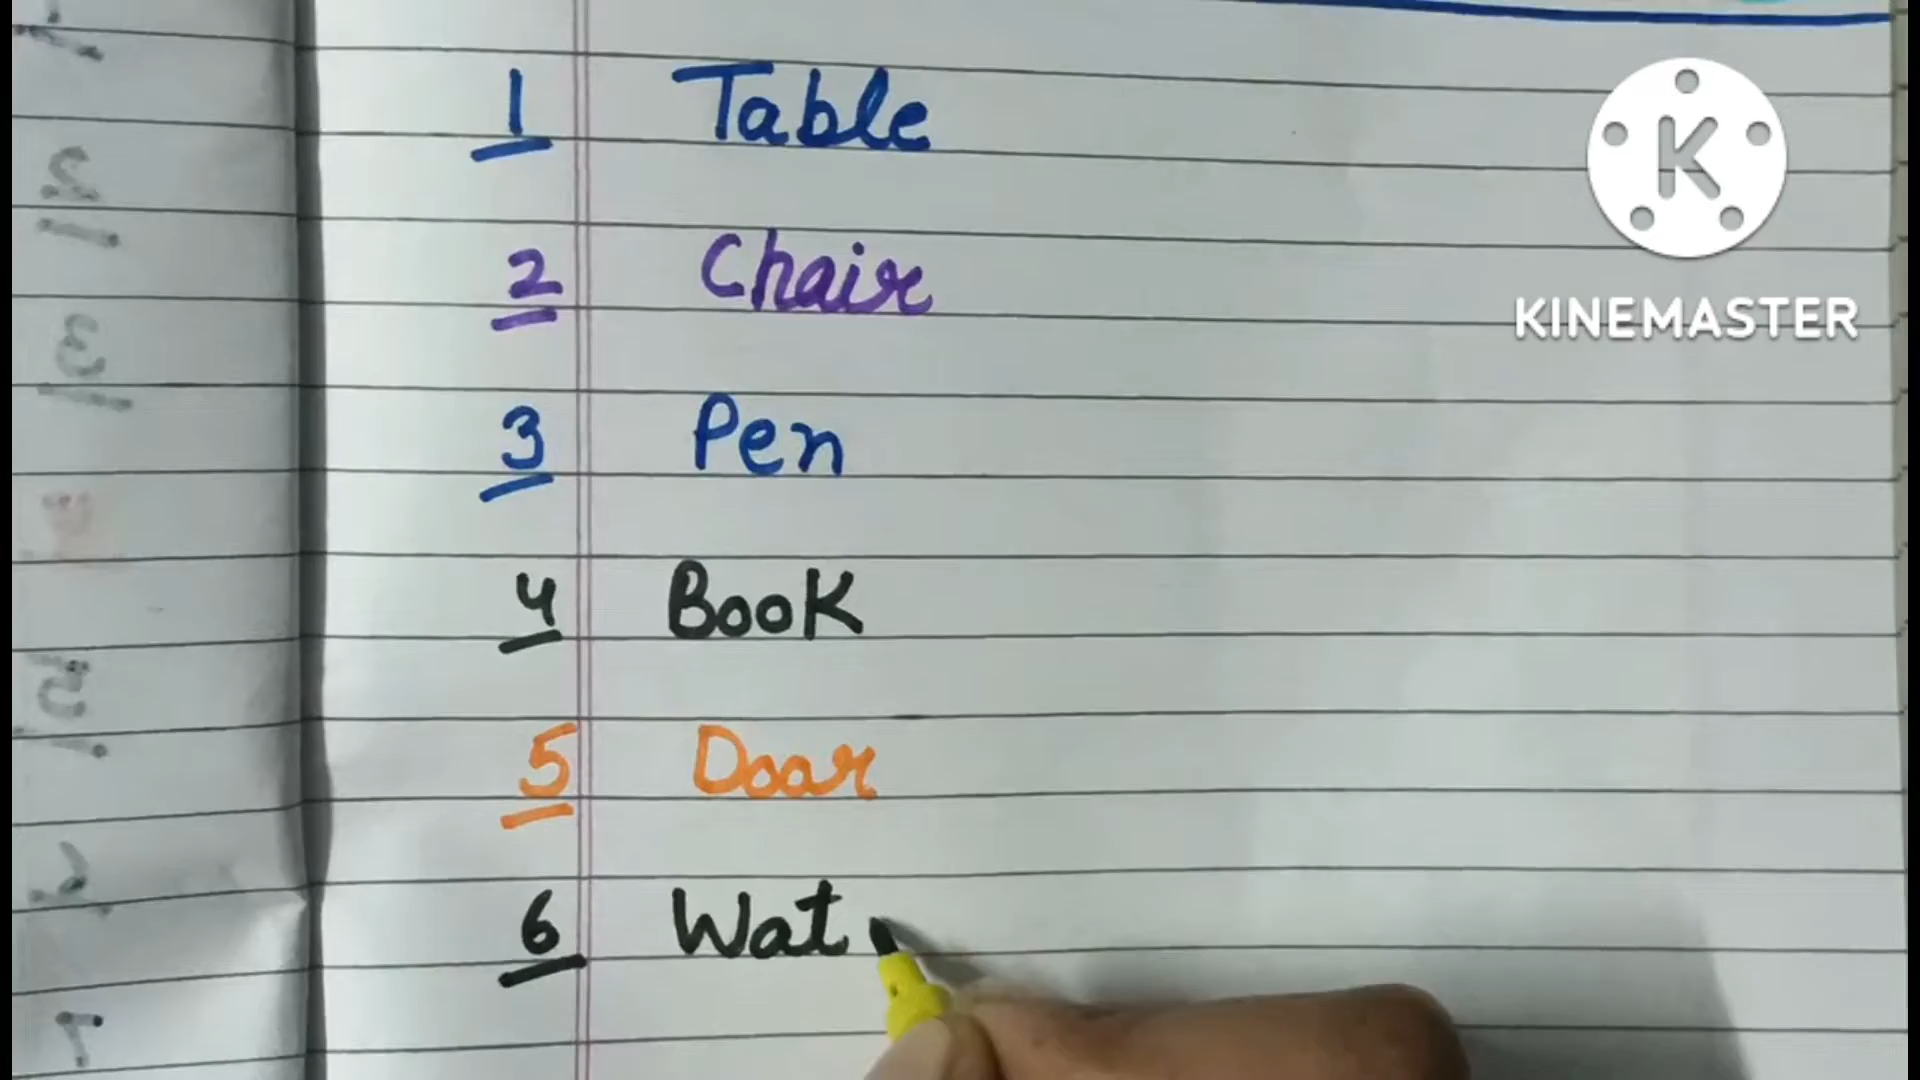 1 Table
2 Chair
3 Pen
4 Book
5 Door
6 Wat
KINEMASTER